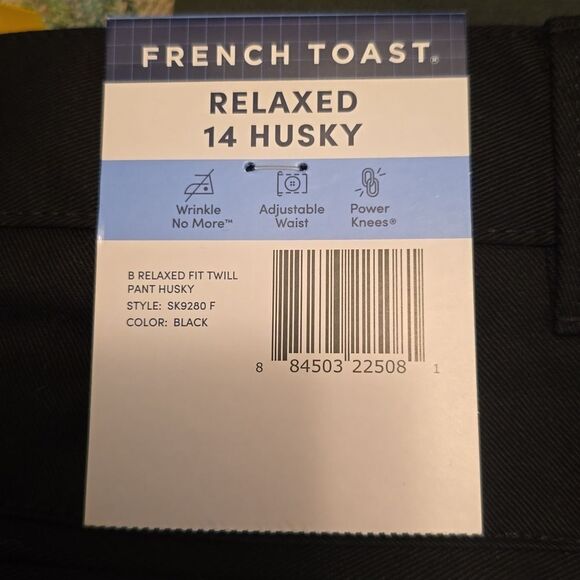 FRENCH TOAST®
RELAXED
14 HUSKY
Wrinkle
No More™
Adjustable
Waist
Power
Knees®
B RELAXED FIT TWILL
PANT HUSKY
STYLE: SK9280 F
COLOR: BLACK
8 84503 22508 1